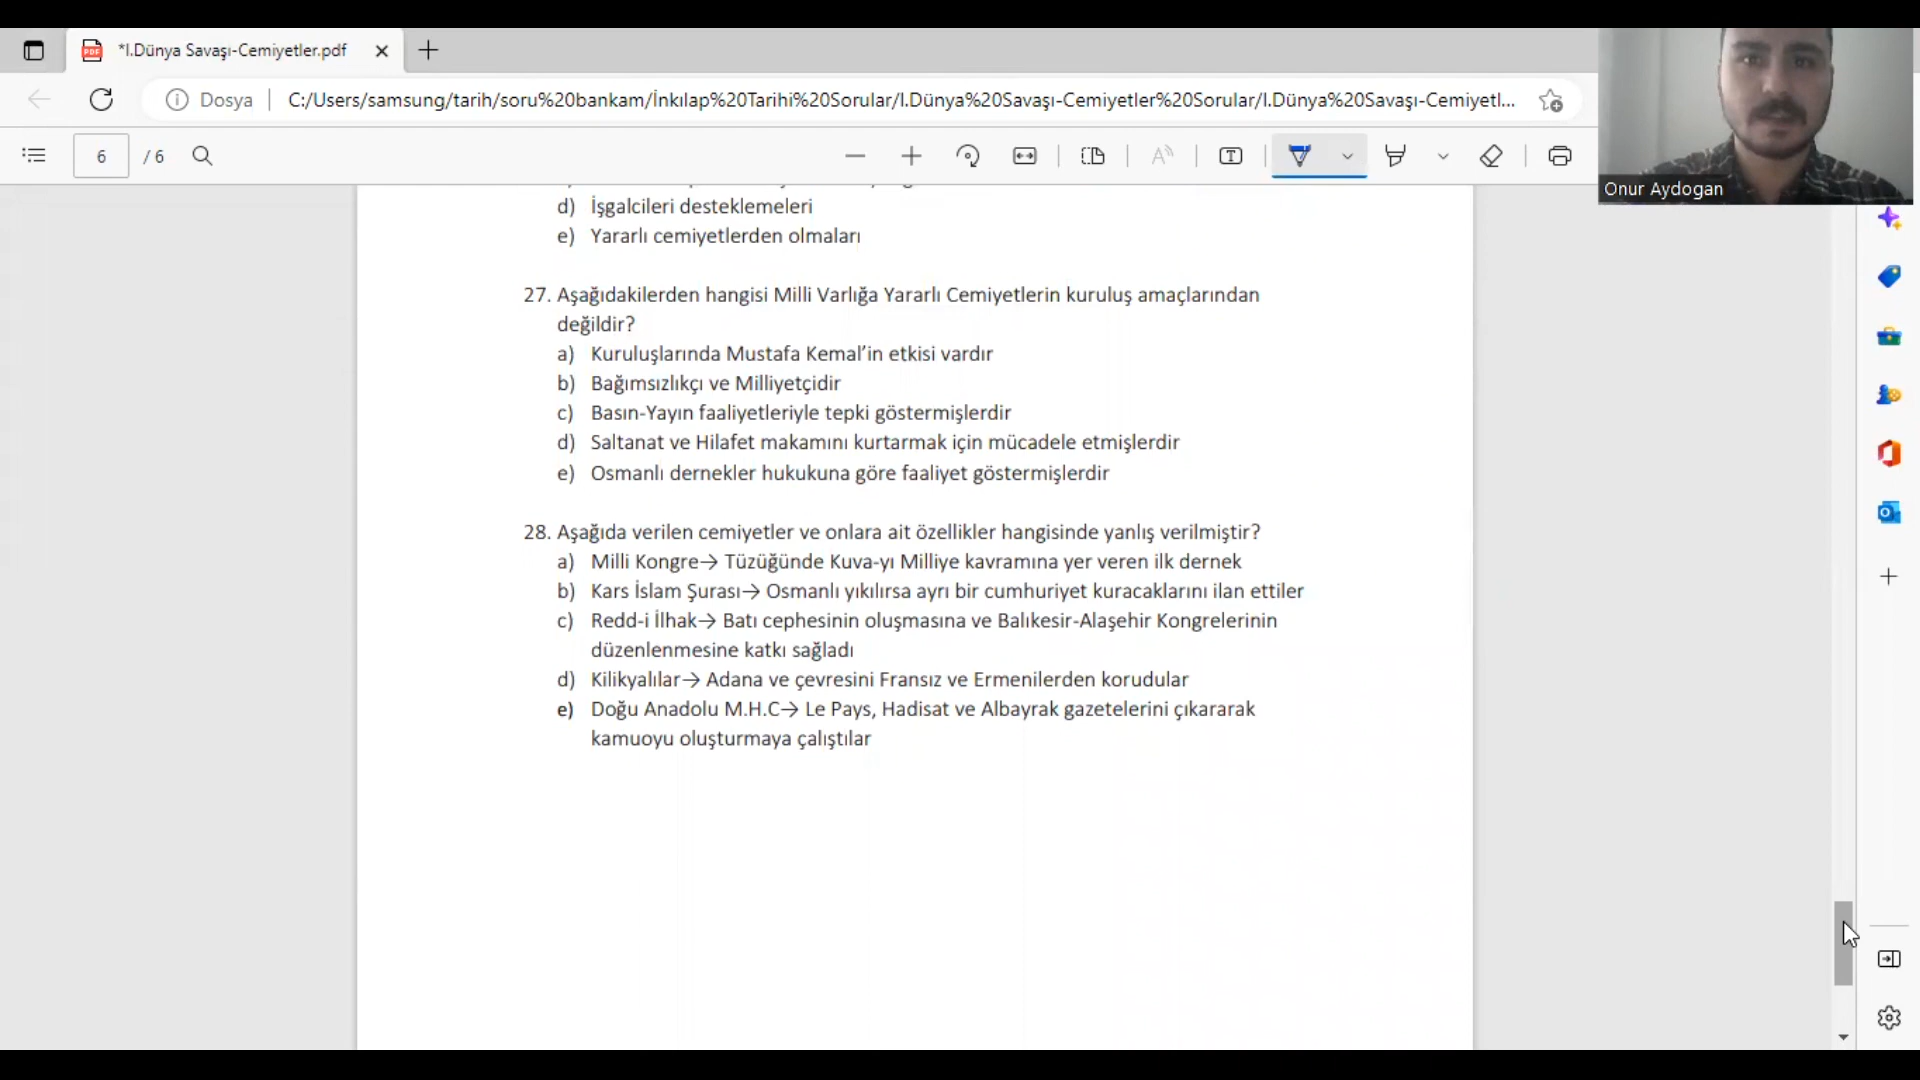 *I.Dünya Savaşı-Cemiyetler.pdf
Dosya
C:/Users/samsung/tarih/soru%20bankam/İnkılap%20Tarihi%20Sorular/I.Dünya%20Savaşı-Cemiyetler%20Sorular/I.Dünya%20Savaşı-Cemiyetl...
6 / 6
Onur Aydogan
d) İşgalcileri desteklemeleri
e) Yararlı cemiyetlerden olmaları
27. Aşağıdakilerden hangisi Milli Varlığa Yararlı Cemiyetlerin kuruluş amaçlarından
değildir?
a) Kuruluşlarında Mustafa Kemal’in etkisi vardır
b) Bağımsızlıkçı ve Milliyetçidir
c) Basın-Yayın faaliyetleriyle tepki göstermişlerdir
d) Saltanat ve Hilafet makamını kurtarmak için mücadele etmişlerdir
e) Osmanlı dernekler hukukuna göre faaliyet göstermişlerdir
28. Aşağıda verilen cemiyetler ve onlara ait özellikler hangisinde yanlış verilmiştir?
a) Milli Kongre→ Tüzüğünde Kuva-yı Milliye kavramına yer veren ilk dernek
b) Kars İslam Şurası→ Osmanlı yıkılırsa ayrı bir cumhuriyet kuracaklarını ilan ettiler
c) Redd-i İlhak→ Batı cephesinin oluşmasına ve Balıkesir-Alaşehir Kongrelerinin
düzenlenmesine katkı sağladı
d) Kilikyalılar→ Adana ve çevresini Fransız ve Ermenilerden korudular
e) Doğu Anadolu M.H.C→ Le Pays, Hadisat ve Albayrak gazetelerini çıkararak
kamuoyu oluşturmaya çalıştılar